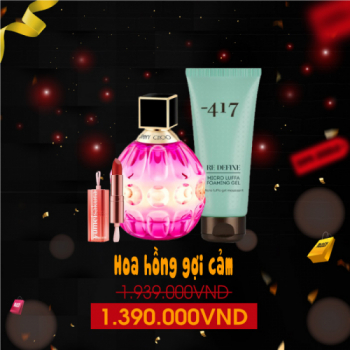 JIMMY CHOO
-417
RE DEFINE
MICRO LUFFA
FOAMING GEL
Hoa hồng gợi cảm
1.939.000VND
1.390.000VND